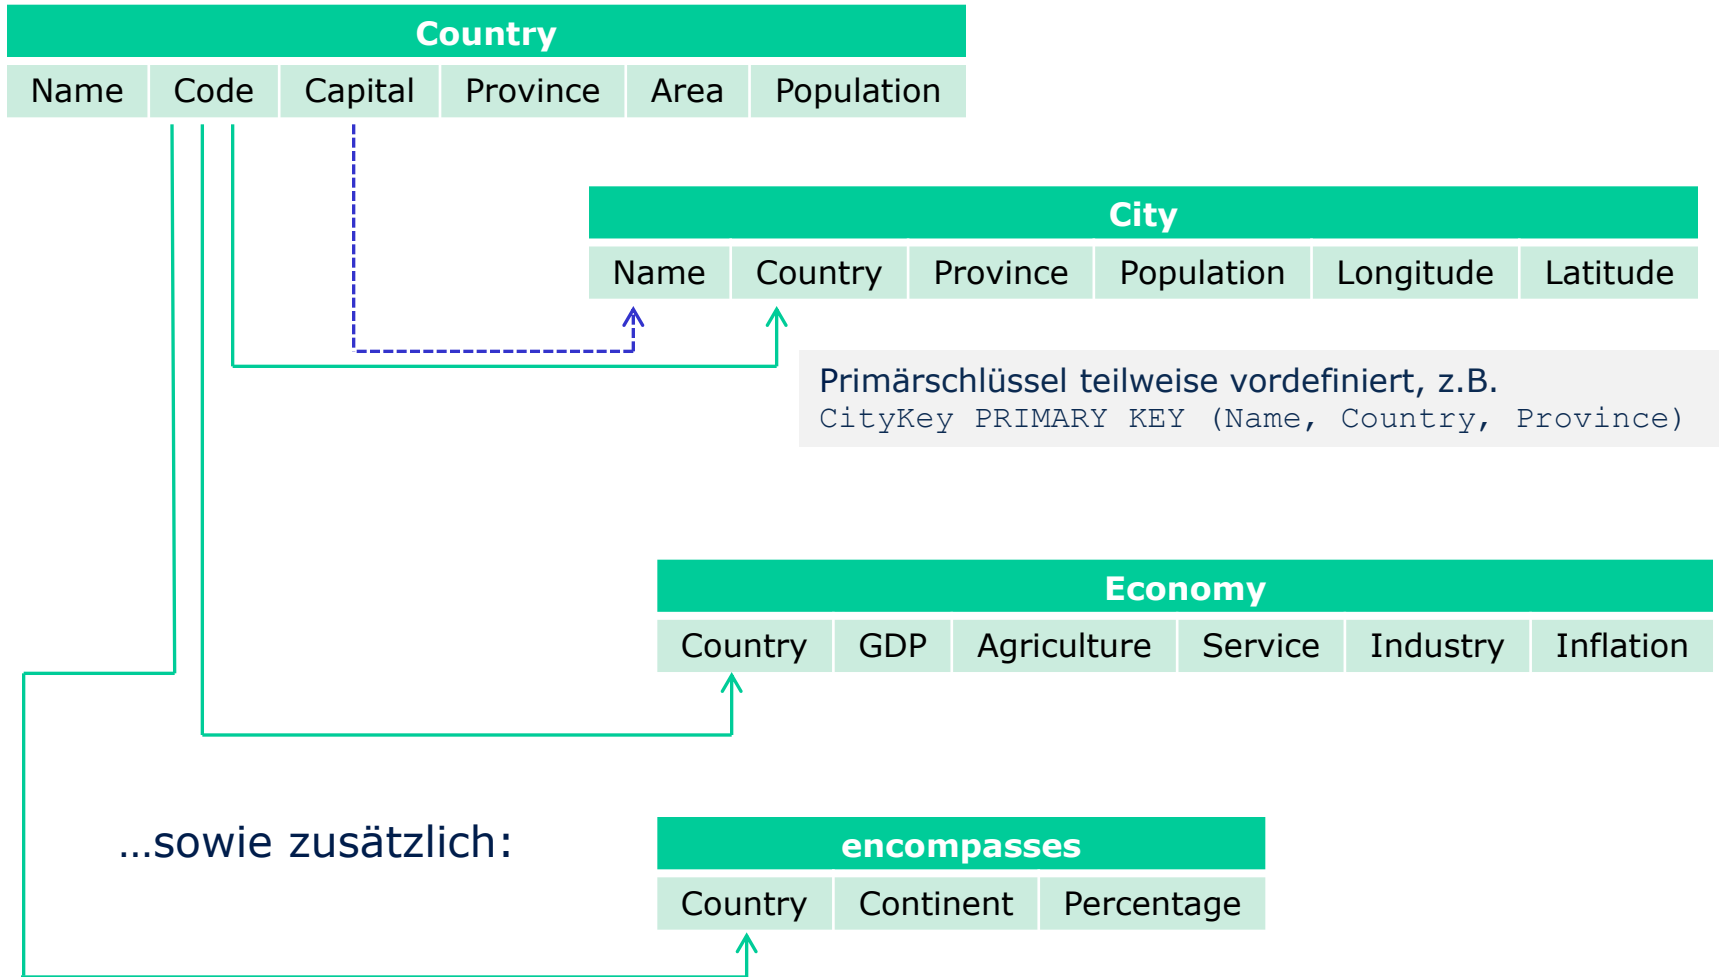 Country
Name Code Capital Province Area Population
City
Name Country Province Population Longitude Latitude
Primärschlüssel teilweise vordefiniert, z.B.
CityKey PRIMARY KEY (Name, Country, Province)
Economy
Country GDP Agriculture Service Industry Inflation
…sowie zusätzlich:
encompasses
Country Continent Percentage